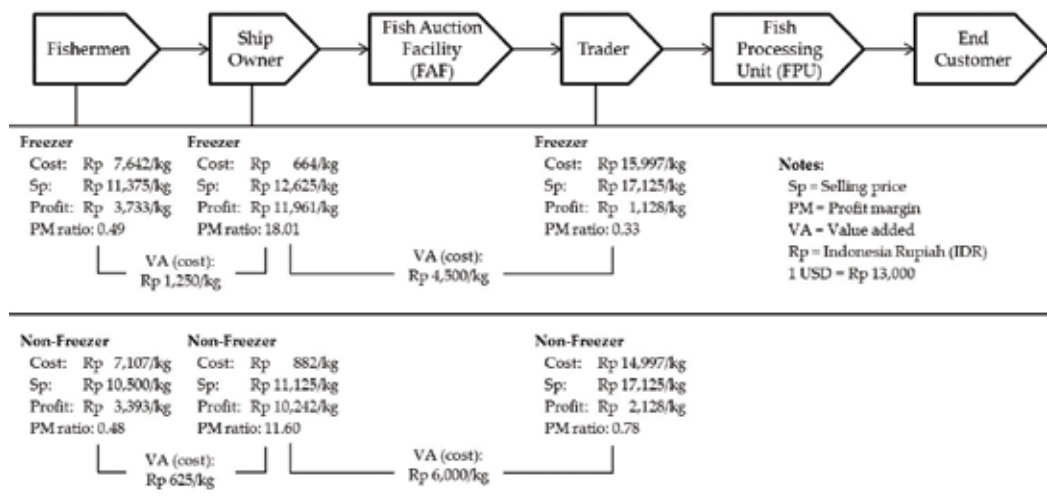 Fishermen
Ship
Owner
Fish Auction
Facility
(FAF)
Trader
Fish
Processing
Unit (FPU)
End
Customer
Freezer
Cost: Rp 7,642/kg
Sp: Rp 11,375/kg
Profit: Rp 3,733/kg
PM ratio: 0.49
Freezer
Cost: Rp 664/kg
Sp: Rp 12,625/kg
Profit: Rp 11,961/kg
PM ratio: 18.01
Freezer
Cost: Rp 15,997/kg
Sp: Rp 17,125/kg
Profit: Rp 1,128/kg
PM ratio: 0.33
Notes:
Sp = Selling price
PM = Profit margin
VA = Value added
Rp = Indonesia Rupiah (IDR)
1 USD = Rp 13,000
VA (cost):
Rp 1,250/kg
VA (cost):
Rp 4,500/kg
Non-Freezer
Cost: Rp 7,107/kg
Sp: Rp 10,500/kg
Profit: Rp 3,393/kg
PM ratio: 0.48
Non-Freezer
Cost: Rp 882/kg
Sp: Rp 11,125/kg
Profit: Rp 10,242/kg
PM ratio: 11.60
Non-Freezer
Cost: Rp 14,997/kg
Sp: Rp 17,125/kg
Profit: Rp 2,128/kg
PM ratio: 0.78
VA (cost):
Rp 625/kg
VA (cost):
Rp 6,000/kg